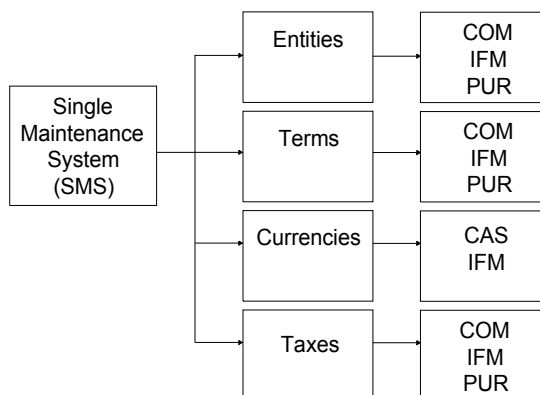 Single
Maintenance
System
(SMS)
Entities
COM
IFM
PUR
Terms
COM
IFM
PUR
Currencies
CAS
IFM
Taxes
COM
IFM
PUR